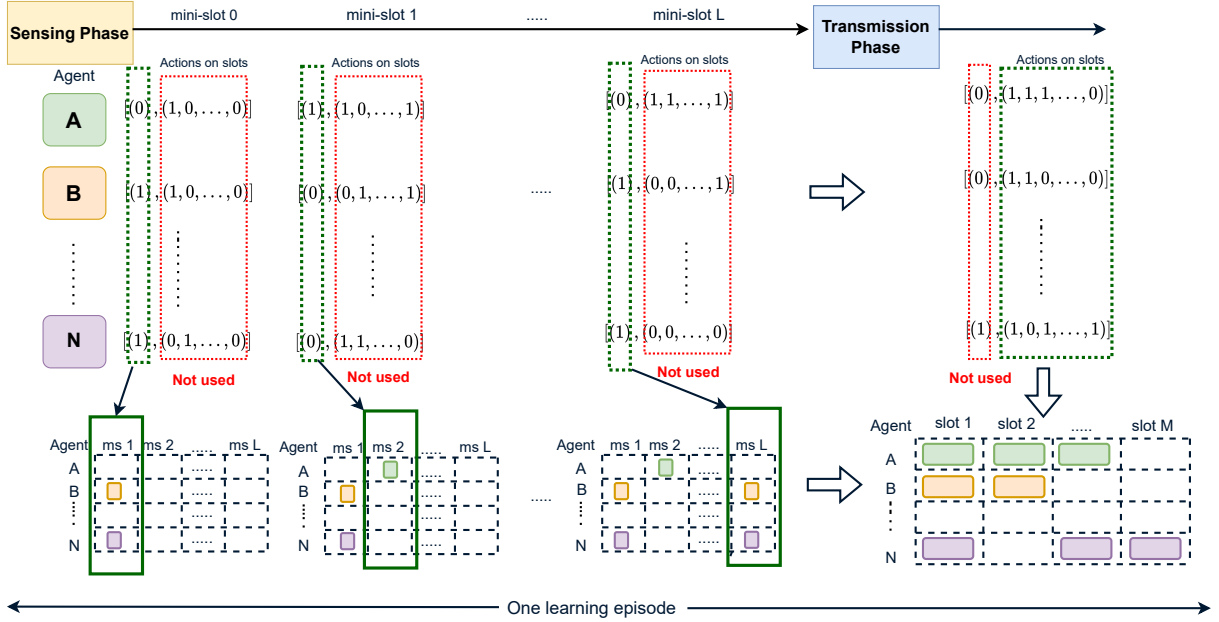 Sensing Phase
mini-slot 0
mini-slot 1
.....
mini-slot L
Transmission
Phase
Agent
Actions on slots
Actions on slots
Actions on slots
Actions on slots
A
[(0),(1,0,...,0)]
[(1),(1,0,...,1)]
[(0),(1,1,...,1)]
[(0),(1,1,1,...,0)]
B
[(1),(1,0,...,0)]
[(0),(0,1,...,1)]
.....
[(1),(0,0,...,1)]
[(0),(1,1,0,...,0)]
N
[(1),(0,1,...,0)]
[(0),(1,1,...,0)]
[(1),(0,0,...,0)]
[(1),(1,0,1,...,1)]
Not used
Not used
Not used
Not used
Agent ms 1 ms 2 ..... ms L
A .....
B .....
.....
N .....
Agent ms 1 ms 2 ..... ms L
A .....
B .....
.....
N .....
.....
Agent ms 1 ms 2 ..... ms L
A .....
B .....
.....
N .....
Agent slot 1 slot 2 ..... slot M
A
B
N
One learning episode